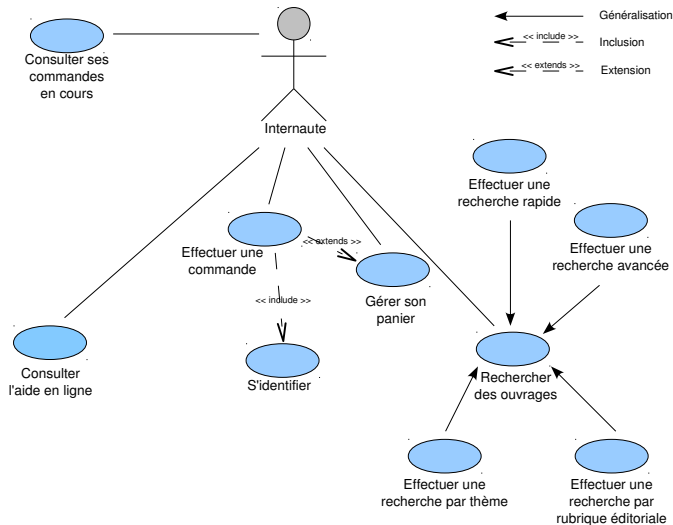 Généralisation
<< include >>
Inclusion
<< extends >>
Extension
Consulter ses
commandes
en cours
Internaute
Effectuer une
recherche rapide
Effectuer une
recherche avancée
Effectuer une
commande
<< extends >>
Gérer son
panier
<< include >>
S'identifier
Consulter
l'aide en ligne
Rechercher
des ouvrages
Effectuer une
recherche par thème
Effectuer une
recherche par
rubrique éditoriale